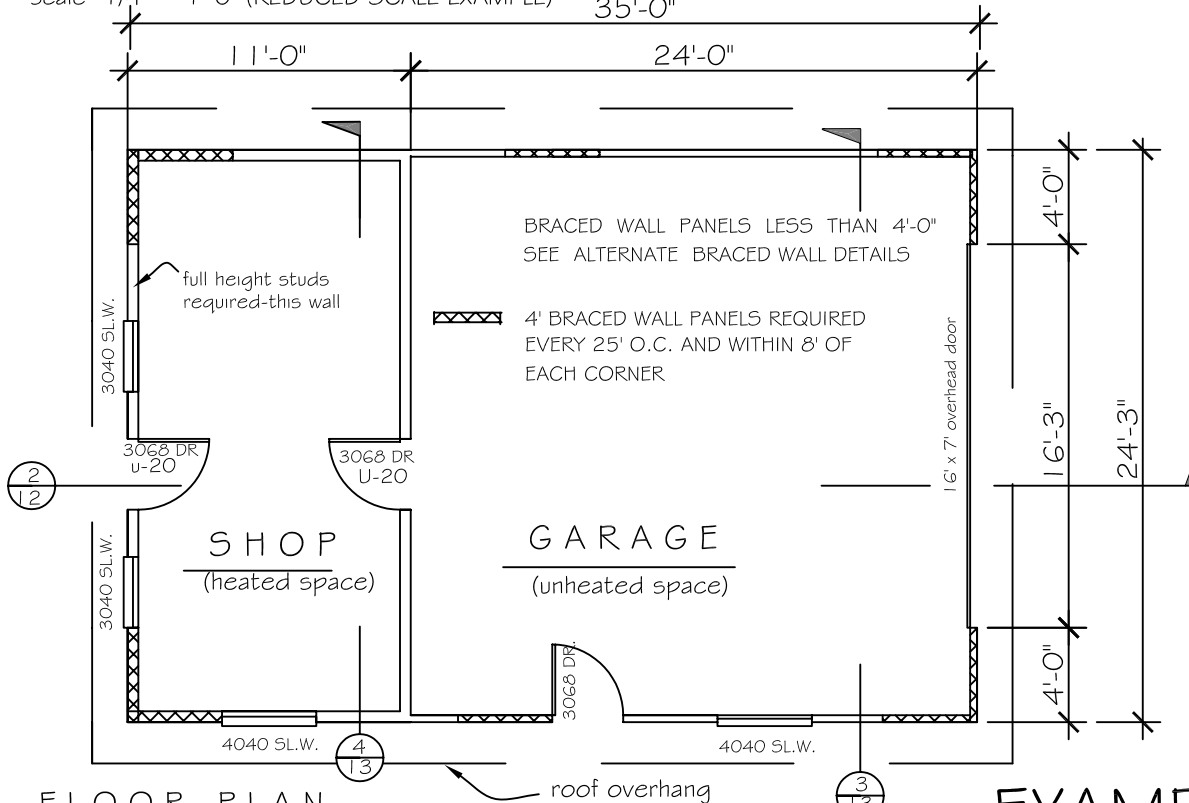 (REDUCED SCALE EXAMPLE)
35'-0"
11'-0"
24'-0"
4'-0"
BRACED WALL PANELS LESS THAN 4'-0"
SEE ALTERNATE BRACED WALL DETAILS
full height studs
required-this wall
3040 SL.W.
4' BRACED WALL PANELS REQUIRED
EVERY 25' O.C. AND WITHIN 8' OF
EACH CORNER
16' x 7' overhead door
16'-3"
24'-3"
3068 DR
u-20
3068 DR
U-20
2
12
SHOP
(heated space)
GARAGE
(unheated space)
3040 SL.W.
3068 DR.
4'-0"
4040 SL.W.
4
13
4040 SL.W.
3
13
roof overhang
FLOOR PLAN